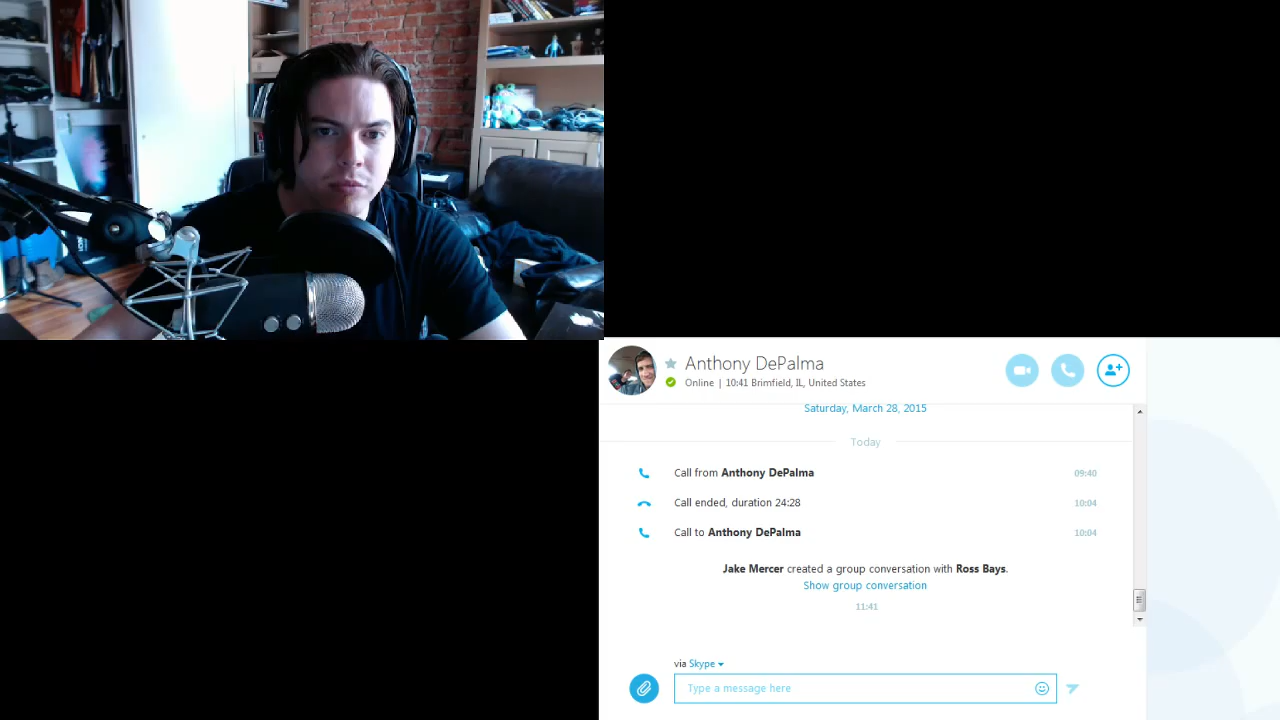 Anthony DePalma
Online | 10:41 Brimfield, IL, United States
Saturday, March 28, 2015
Today
Call from Anthony DePalma 09:40
Call ended, duration 24:28 10:04
Call to Anthony DePalma 10:04
Jake Mercer created a group conversation with Ross Bays.
Show group conversation
11:41
via Skype
Type a message here